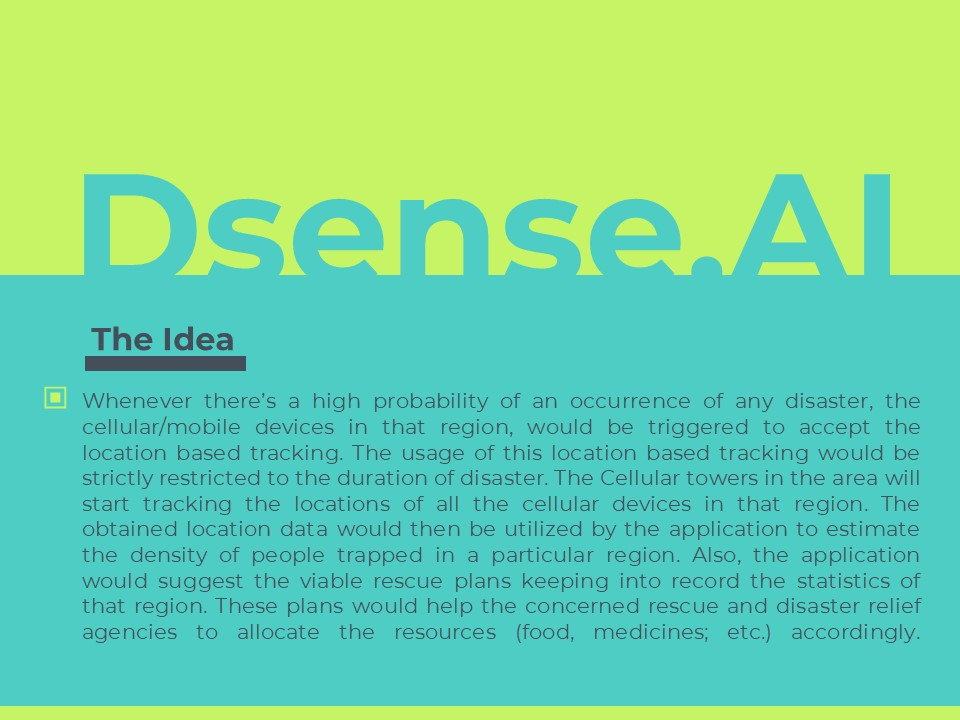 Dsense.AI
The Idea
Whenever there’s a high probability of an occurrence of any disaster, the
cellular/mobile devices in that region, would be triggered to accept the
location based tracking. The usage of this location based tracking would be
strictly restricted to the duration of disaster. The Cellular towers in the area will
start tracking the locations of all the cellular devices in that region. The
obtained location data would then be utilized by the application to estimate
the density of people trapped in a particular region. Also, the application
would suggest the viable rescue plans keeping into record the statistics of
that region. These plans would help the concerned rescue and disaster relief
agencies to allocate the resources (food, medicines; etc.) accordingly.